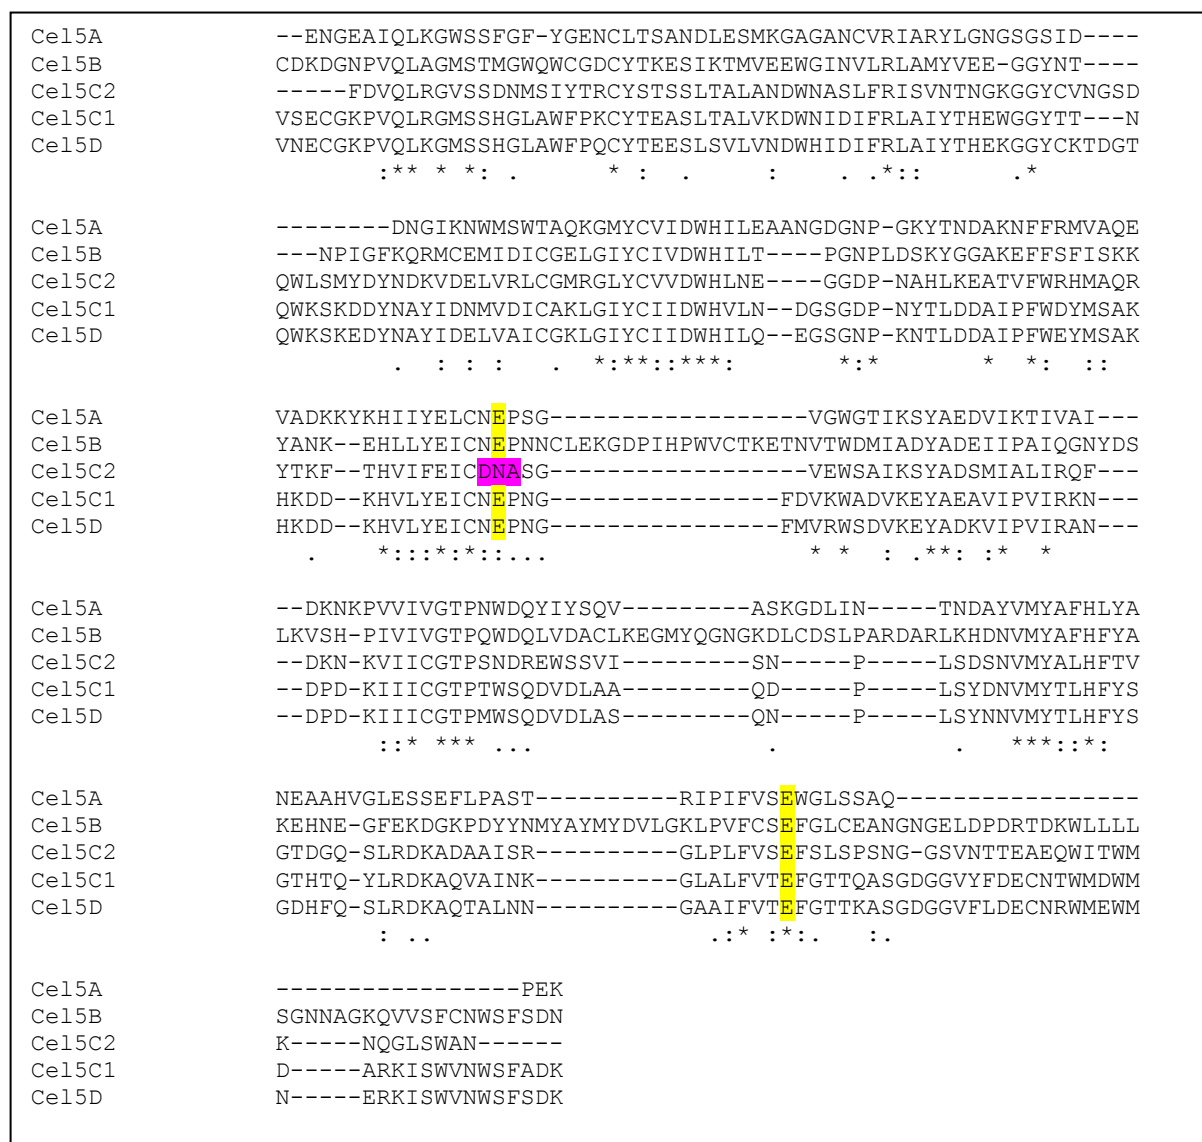 Cel5A --ENGEAIQLKGWSSFGF-YGENCLTSANDLESMKGAGANCVRIARYLGNGSGSID----
Cel5B CDKDGNPVQLAGMSTMGWQWCGDCYTKESIKTMVEEWGINVLRLAMYVEE-GGYNT----
Cel5C2 -----FDVQLRGVSSDNMSIYTRCYSTSSLTALANDWNASLFRISVNTNGKGGYCVNGSD
Cel5C1 VSECGKPVQLRGMSSHGLAWFPKCYTEASLTALVKDWNIDIFRLAIYTHEWGGYTT---N
Cel5D VNECGKPVQLKGMSSHGLAWFPQCYTEESLSVLVNDWHIDIFRLAIYTHEKGGYCKTDGT
:** * *: . * : . : . .*:: .*
Cel5A --------DNGIKNWMSWTAQKGMYCVIDWHILEAANGDGNP-GKYTNDAKNFFRMVAQE
Cel5B ---NPIGFKQRMCEMIDICGELGIYCIVDWHILT----PGNPLDSKYGGAKEFFSFISKK
Cel5C2 QWLSMYDYNDKVDELVRLCGMRGLYCVVDWHLNE----GGDP-NAHLKEATVFWRHMAQR
Cel5C1 QWKSKDDYNAYIDNMVDICAKLGIYCIIDWHVLN--DGSGDP-NYTLDDAIPFWDYMSAK
Cel5D QWKSKEDYNAYIDELVAICGKLGIYCIIDWHILQ--EGSGNP-KNTLDDAIPFWEYMSAK
. : : : . *:**::***: *:* * *: ::
Cel5A VADKKYKHIIYELCNEPSG------------------VGWGTIKSYAEDVIKTIVAI---
Cel5B YANK--EHLLYEICNEPNNCLEKGDPIHPWVCTKETNVTWDMIADYADEIIPAIQGNYDS
Cel5C2 YTKF--THVIFEICDNASG------------------VEWSAIKSYADSMIALIRQF---
Cel5C1 HKDD--KHVLYEICNEPNG----------------FDVKWADVKEYAEAVIPVIRKN---
Cel5D HKDD--KHVLYEICNEPNG----------------FMVRWSDVKEYADKVIPVIRAN---
. *:::*:*::... * * : .**: :* *
Cel5A --DKNKPVVIVGTPNWDQYIYSQV---------ASKGDLIN-----TNDAYVMYAFHLYA
Cel5B LKVSH-PIVIVGTPQWDQLVDACLKEGMYQGNGKDLCDSLPARDARLKHDNVMYAFHFYA
Cel5C2 --DKN-KVIICGTPSNDREWSSVI---------SN-----P-----LSDSNVMYALHFTV
Cel5C1 --DPD-KIIICGTPTWSQDVDLAA---------QD-----P-----LSYDNVMYTLHFYS
Cel5D --DPD-KIIICGTPMWSQDVDLAS---------QN-----P-----LSYNNVMYTLHFYS
::* *** ... . . ***::*:
Cel5A NEAAHVGLESSEFLPAST----------RIPIFVSEWGLSSAQ-----------------
Cel5B KEHNE-GFEKDGKPDYYNMYAYMYDVLGKLPVFCSEFGLCEANGNGELDPDRTDKWLLLL
Cel5C2 GTDGQ-SLRDKADAAISR----------GLPLFVSEFSLSPSNG-GSVNTTEAEQWITWM
Cel5C1 GTHTQ-YLRDKAQVAINK----------GLALFVTEFGTTQASGDGGVYFDECNTWMDWM
Cel5D GDHFQ-SLRDKAQTALNN----------GAAIFVTEFGTTKASGDGGVFLDECNRWMEWM
: .. .:* :*:. :.
Cel5A -----------------PEK
Cel5B SGNNAGKQVVSFCNWSFSDN
Cel5C2 K-----NQGLSWAN------
Cel5C1 D-----ARKISWVNWSFADK
Cel5D N-----ERKISWVNWSFSDK